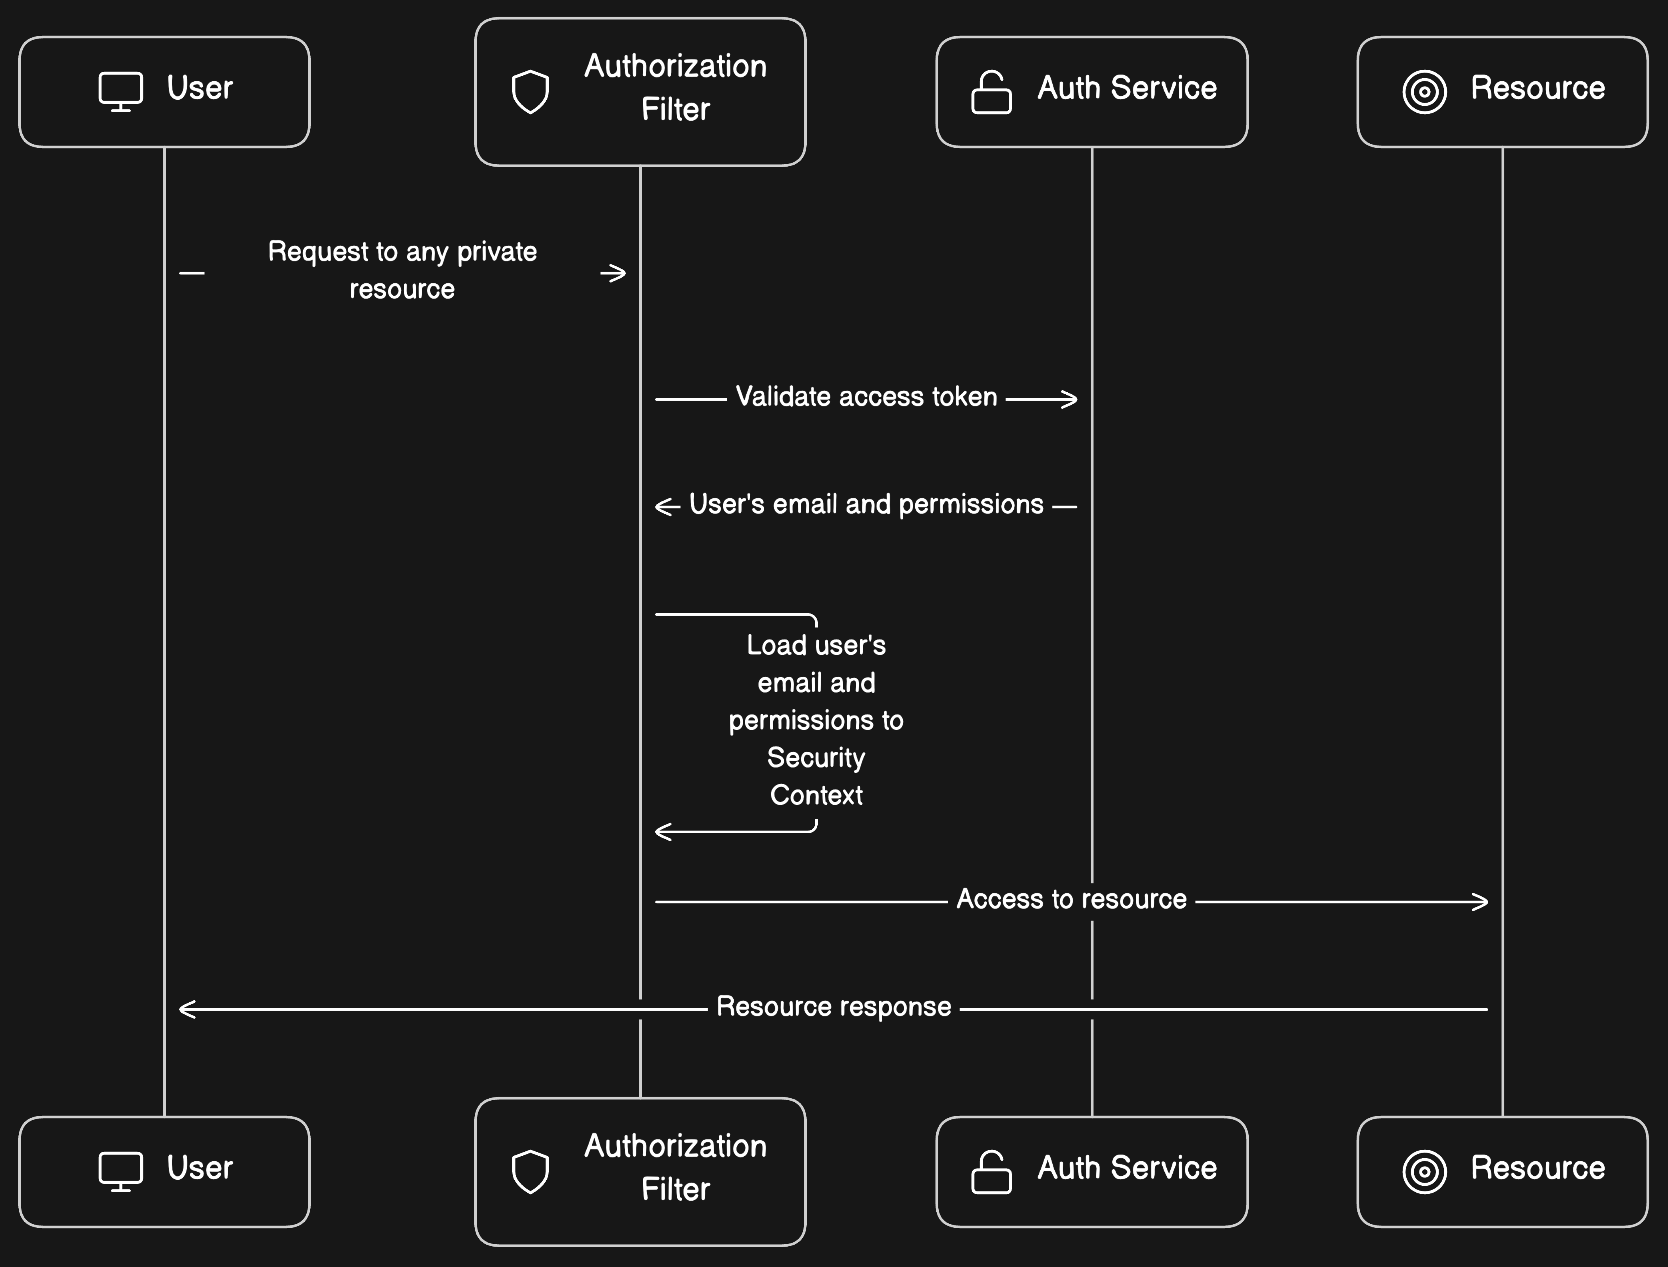 User
Authorization
Filter
Auth Service
Resource
Request to any private
resource
Validate access token
User's email and permissions
Load user's
email and
permissions to
Security
Context
Access to resource
Resource response
User
Authorization
Filter
Auth Service
Resource